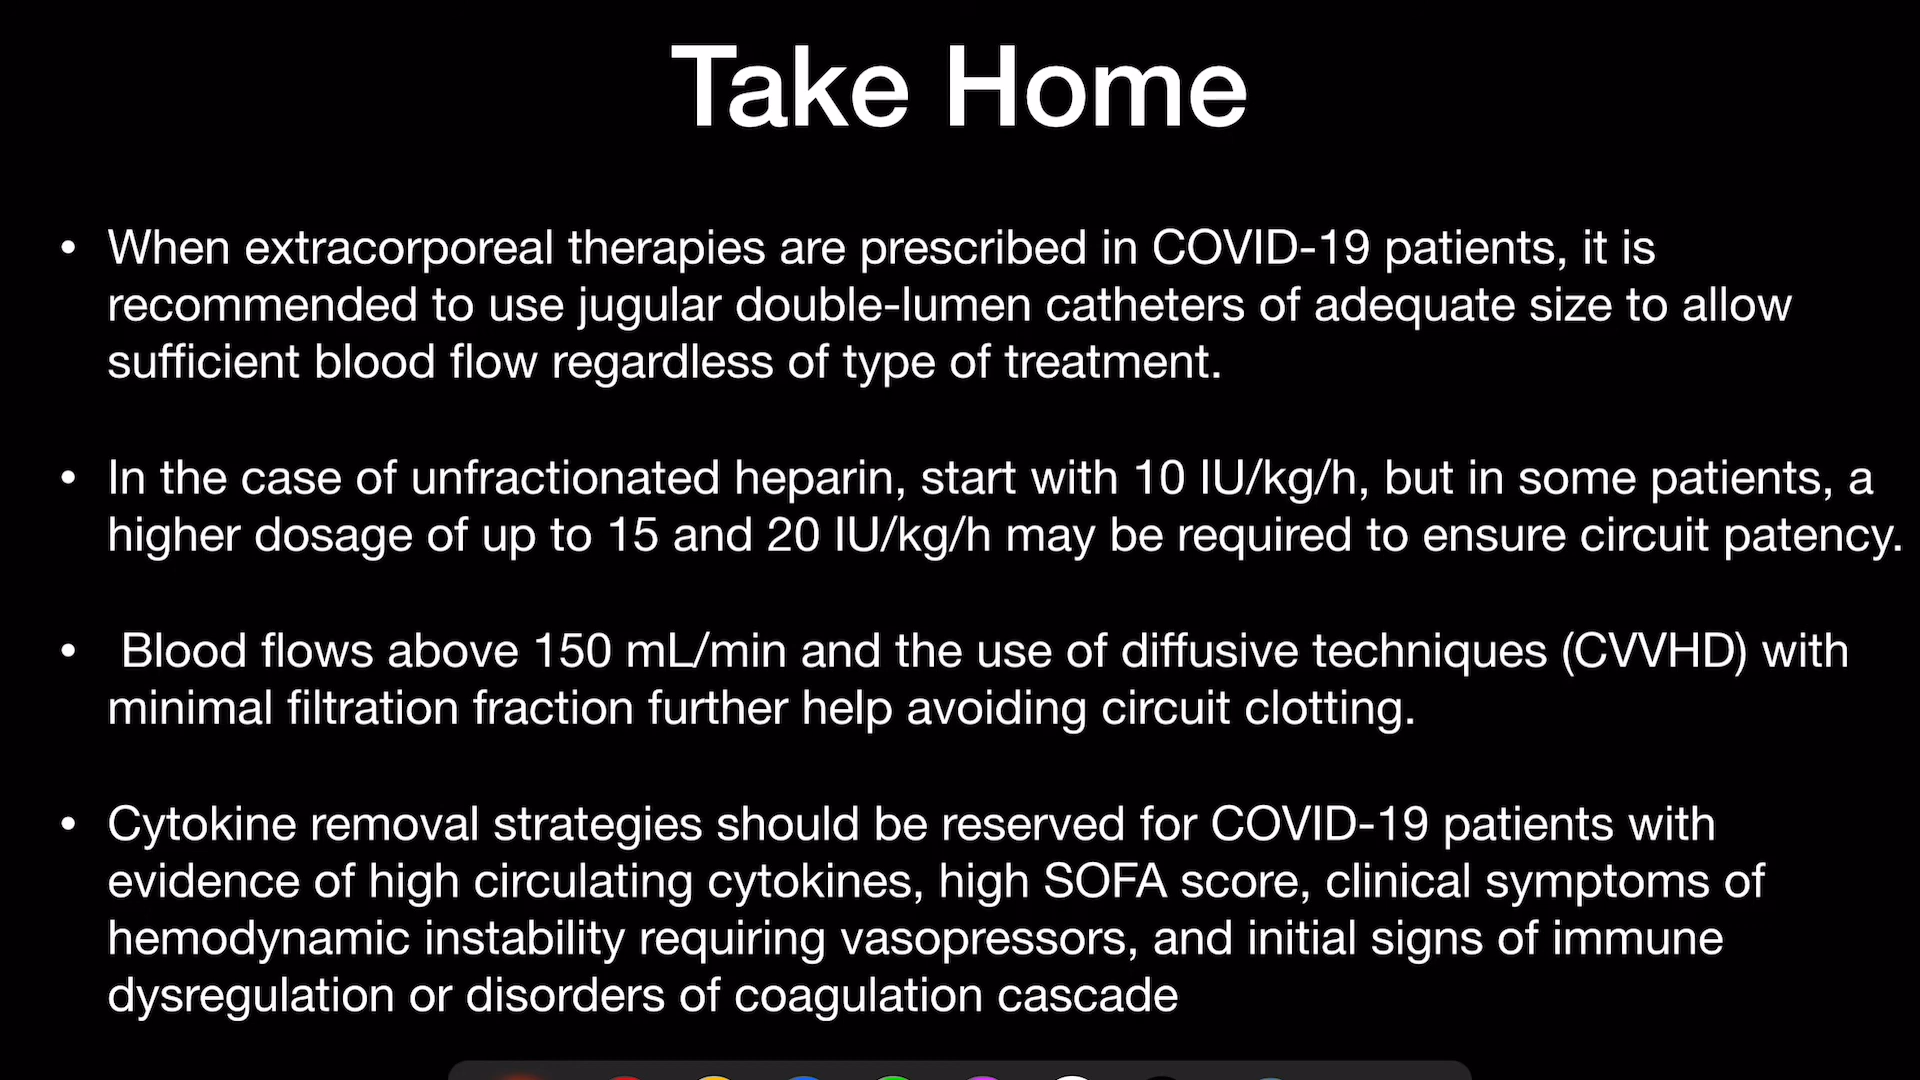 Take Home
• When extracorporeal therapies are prescribed in COVID-19 patients, it is
recommended to use jugular double-lumen catheters of adequate size to allow
sufficient blood flow regardless of type of treatment.
• In the case of unfractionated heparin, start with 10 IU/kg/h, but in some patients, a
higher dosage of up to 15 and 20 IU/kg/h may be required to ensure circuit patency.
• Blood flows above 150 mL/min and the use of diffusive techniques (CVVHD) with
minimal filtration fraction further help avoiding circuit clotting.
• Cytokine removal strategies should be reserved for COVID-19 patients with
evidence of high circulating cytokines, high SOFA score, clinical symptoms of
hemodynamic instability requiring vasopressors, and initial signs of immune
dysregulation or disorders of coagulation cascade